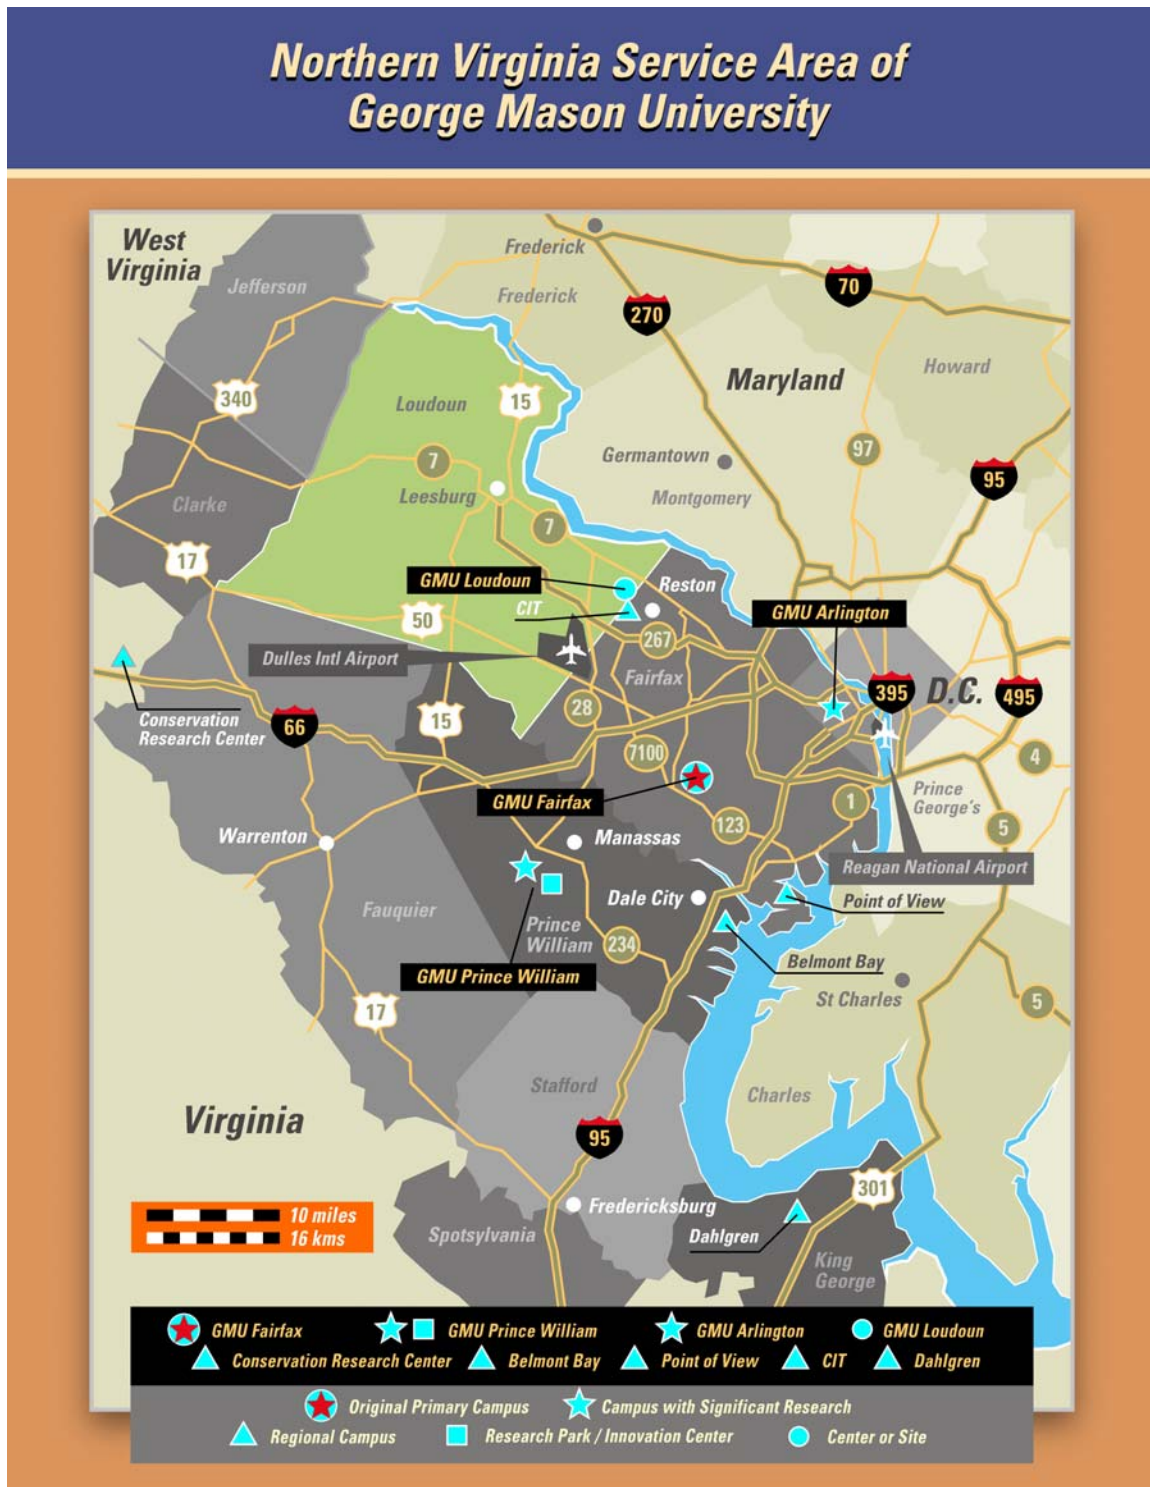 Northern Virginia Service Area of
George Mason University
West
Virginia
Jefferson
Frederick
Frederick
270
70
Howard
Maryland
340
Loudoun
15
97
Germantown
7
95
Leesburg
Montgomery
Clarke
7
17
GMU Loudoun
Reston
CIT
GMU Arlington
50
267
Dulles Intl Airport
Fairfax
395
D.C.
495
Conservation
Research Center
66
15
28
7100
4
Prince
George's
GMU Fairfax
1
123
5
Warrenton
Manassas
Reagan National Airport
Dale City
Point of View
Fauquier
Prince
William
234
Belmont Bay
GMU Prince William
St Charles
17
5
Stafford
Charles
Virginia
95
301
Fredericksburg
10 miles
16 kms
Spotsylvania
Dahlgren
King
George
GMU Fairfax GMU Prince William GMU Arlington GMU Loudoun
Conservation Research Center Belmont Bay Point of View CIT Dahlgren
Original Primary Campus Campus with Significant Research
Regional Campus Research Park / Innovation Center Center or Site